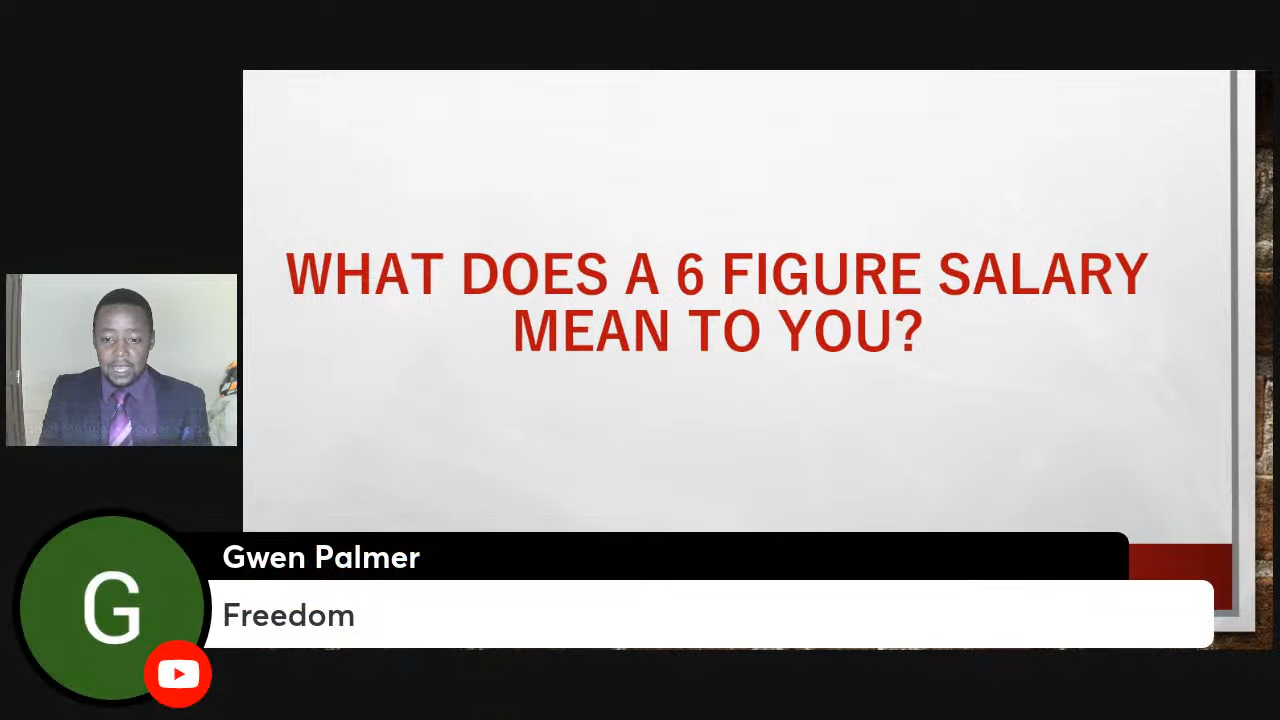 WHAT DOES A 6 FIGURE SALARY
MEAN TO YOU?
Gwen Palmer
G
Freedom